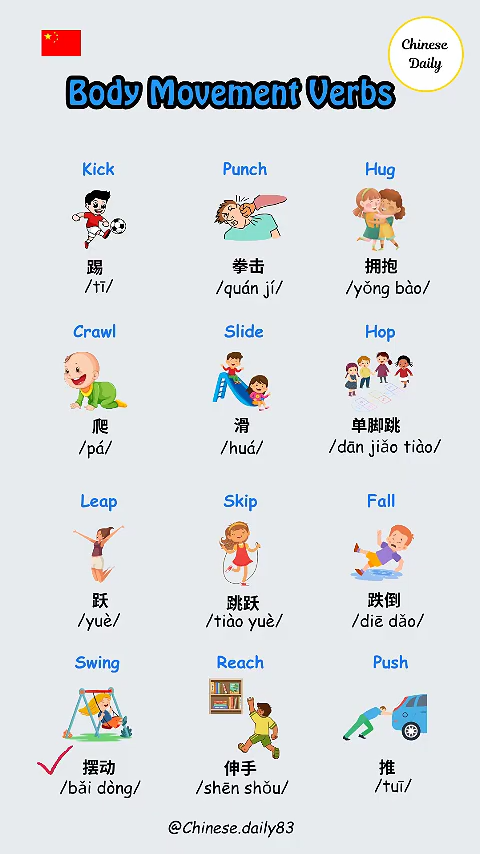 Chinese
Daily
Body Movement Verbs
Kick Punch Hug
踢 拳击 拥抱
/tī/ /quán jí/ /yǒng bào/
Crawl Slide Hop
爬 滑 单脚跳
/pá/ /huá/ /dān jiǎo tiào/
Leap Skip Fall
跃 跳跃 跌倒
/yuè/ /tiào yuè/ /diē dǎo/
Swing Reach Push
摆动 伸手 推
/bǎi dòng/ /shēn shǒu/ /tuī/
@Chinese.daily83